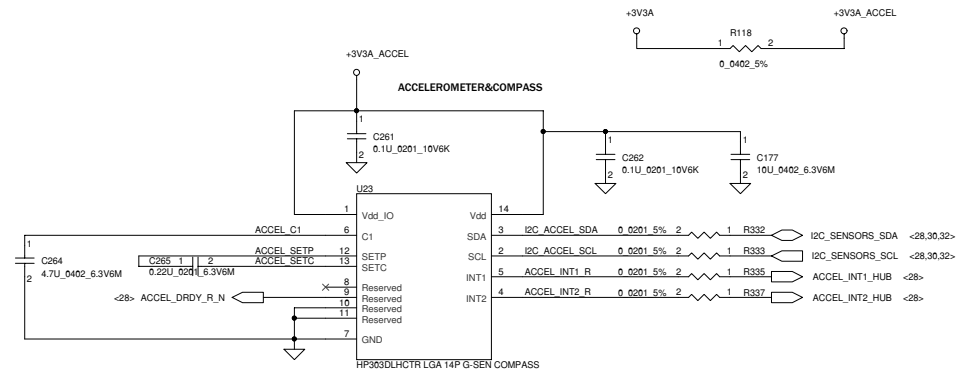 +3V3A
+3V3A_ACCEL
R118
1
2
0_0402_5%
+3V3A_ACCEL
ACCELEROMETER&COMPASS
1
C261
0.1U_0201_10V6K
2
1
C262
0.1U_0201_10V6K
2
1
C177
10U_0402_6.3V6M
2
U23
1 Vdd_IO
Vdd 14
ACCEL_C1 6 C1
SDA 3 I2C_ACCEL_SDA 0_0201_5% 2 1 R332 I2C_SENSORS_SDA <28,30,32>
ACCEL_SETP 12 SETP
SCL 2 I2C_ACCEL_SCL 0_0201_5% 2 1 R333 I2C_SENSORS_SCL <28,30,32>
ACCEL_SETC 13 SETC
INT1 5 ACCEL_INT1_R 0_0201_5% 2 1 R335 ACCEL_INT1_HUB <28>
INT2 4 ACCEL_INT2_R 0_0201_5% 2 1 R337 ACCEL_INT2_HUB <28>
1
C264
4.7U_0402_6.3V6M
2
C265 1 2
0.22U_0201_6.3V6M
8 Reserved
<28> ACCEL_DRDY_R_N 9 Reserved
10 Reserved
11 Reserved
7 GND
HP303DLHCTR LGA 14P G-SEN COMPASS